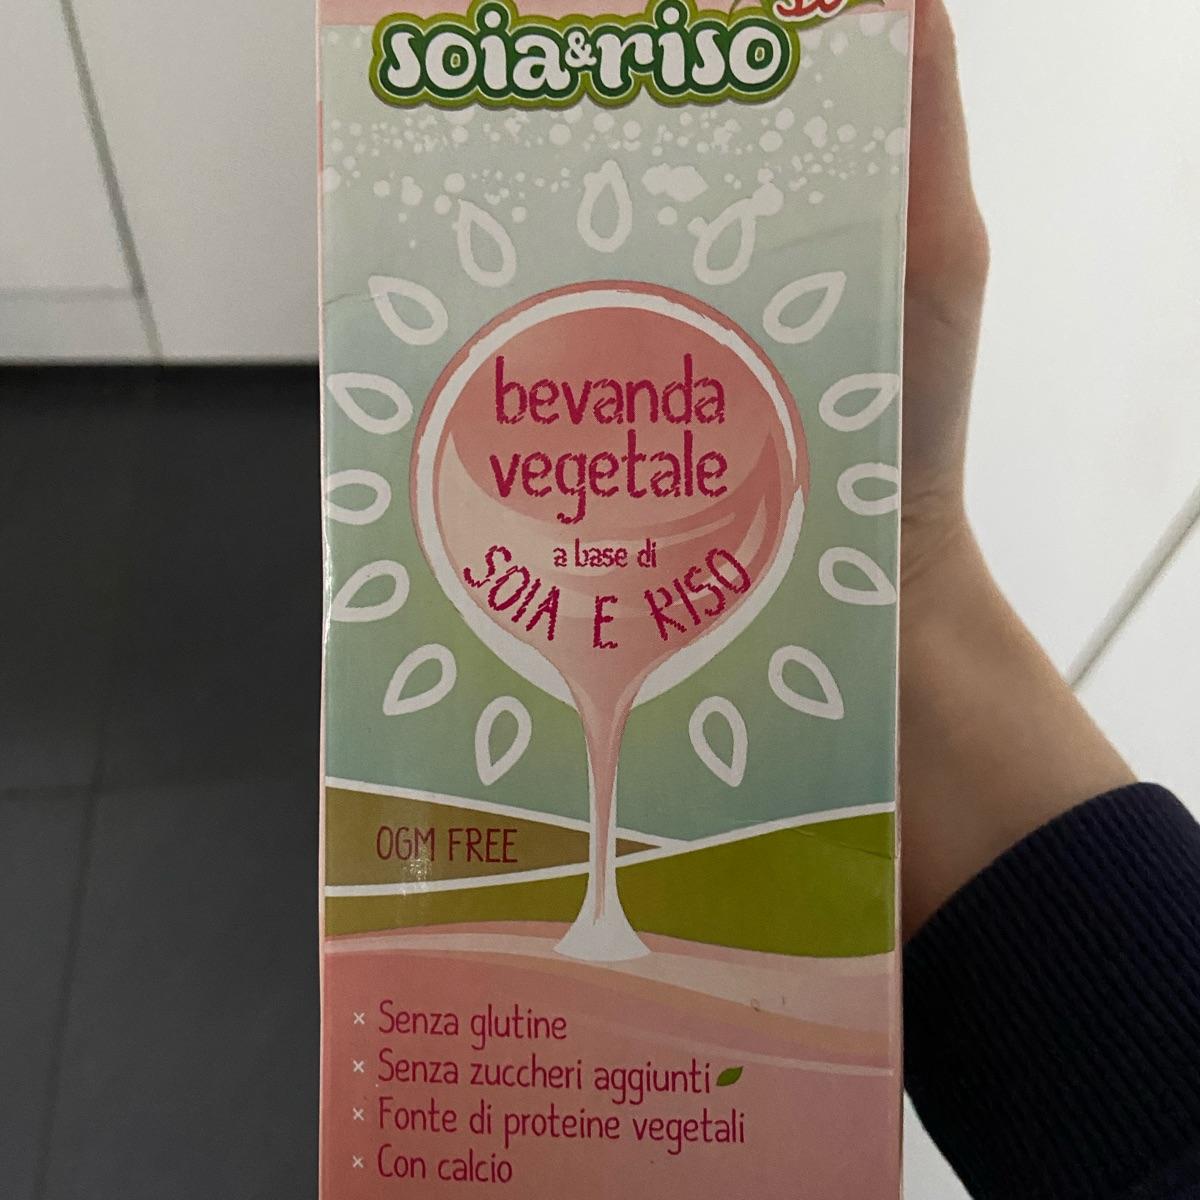 soia&riso
bevanda
vegetale
a base di
SOIA E RISO
OGM FREE
× Senza glutine
× Senza zuccheri aggiunti
× Fonte di proteine vegetali
× Con calcio